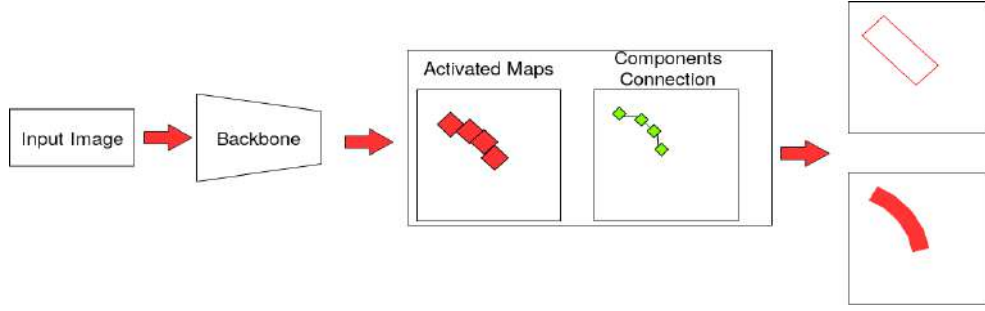 Input Image
Backbone
Activated Maps
Components
Connection